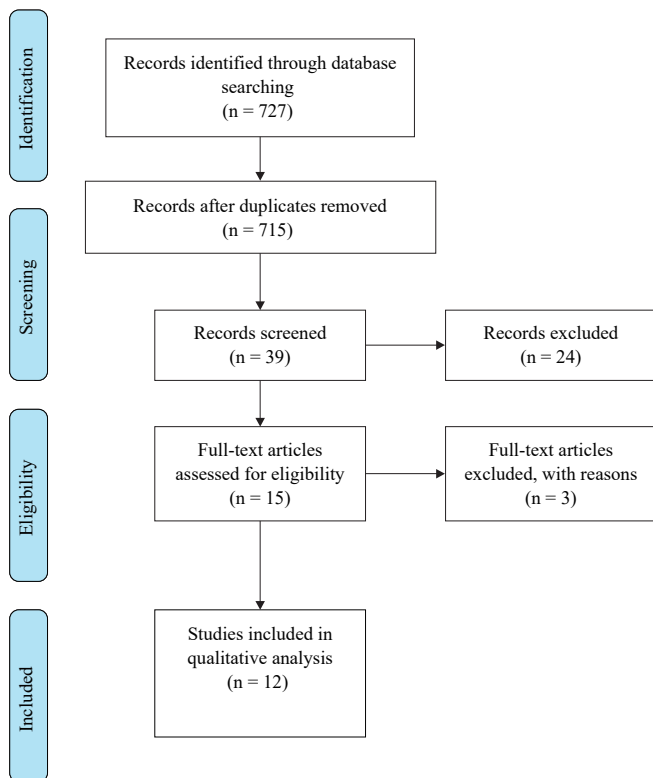 Identification
Records identified through database
searching
(n = 727)
Records after duplicates removed
(n = 715)
Screening
Records screened
(n = 39)
Records excluded
(n = 24)
Eligibility
Full-text articles
assessed for eligibility
(n = 15)
Full-text articles
excluded, with reasons
(n = 3)
Included
Studies included in
qualitative analysis
(n = 12)